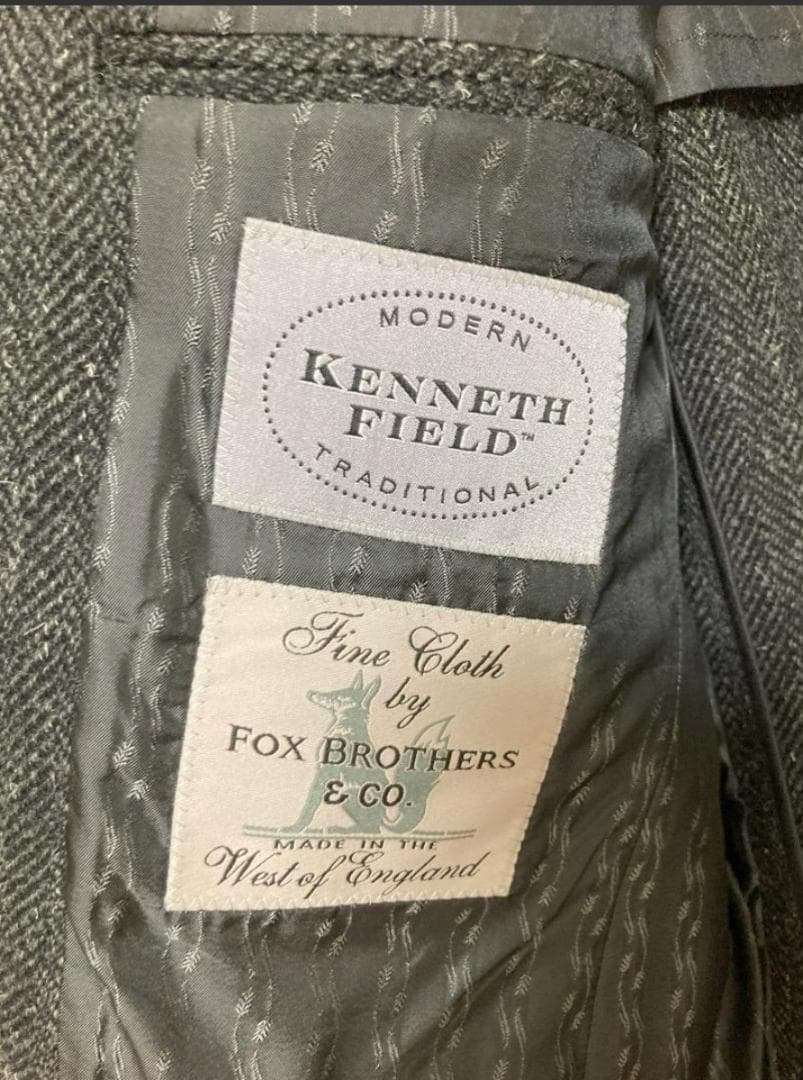 MODERN
KENNETH
FIELD™
TRADITIONAL
Fine Cloth
by
FOX BROTHERS
& CO.
MADE IN THE
West of England